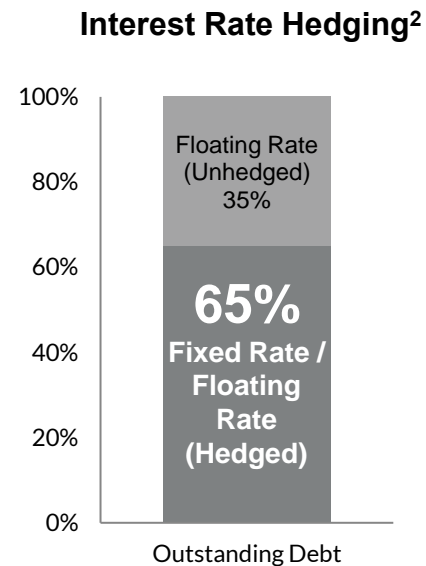 Interest Rate Hedging²
100%
80%
60%
40%
20%
0%
Floating Rate
(Unhedged)
35%
65%
Fixed Rate /
Floating
Rate
(Hedged)
Outstanding Debt